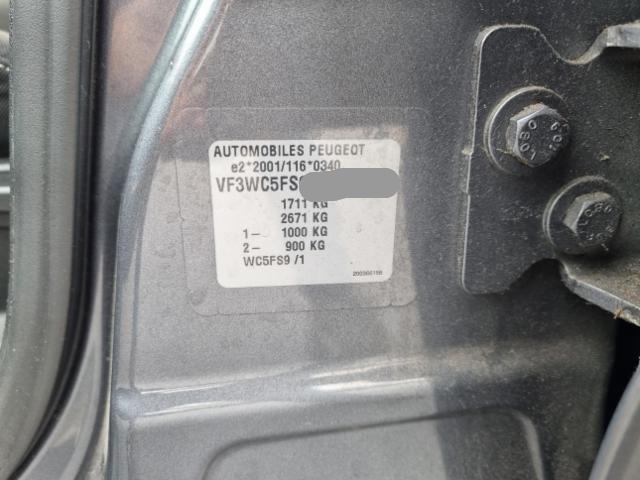 AUTOMOBILES PEUGEOT
e2*2001/116*0340
VF3WC5FS
1711 KG
2671 KG
1- 1000 KG
2- 900 KG
WC5FS9 /1
LOBO